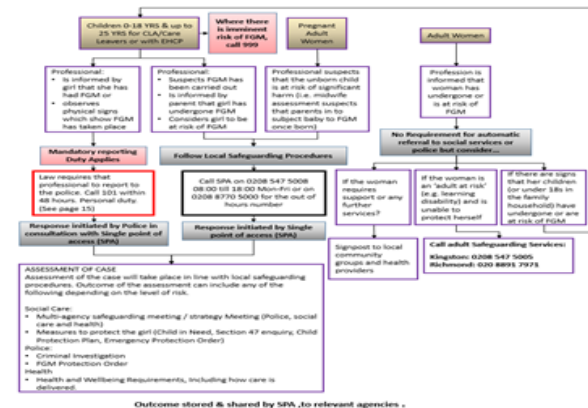 Children 0-18 YRS & up to
25 YRS for CLA/Care
Leavers or with EHCP
Where there
is imminent
risk of FGM,
call 999
Pregnant
Adult
Women
Adult Women
Professional:
• Is informed by
girl that she has
had FGM or
• observes
physical signs
which show FGM
has taken place
Professional:
• Suspects FGM has
been carried out
• Is informed by
parent that girl has
undergone FGM
• Considers girl to be
at risk of FGM
Professional suspects that
the unborn child is
at risk of significant
harm (i.e. midwife
assessment suspects
that parents in to
subject baby to FGM
once born)
Profession is
informed that
woman has
undergone or
is at risk of
FGM
Mandatory reporting
Duty Applies
Follow Local Safeguarding Procedures
No Requirement for automatic
referral to social services or
police but consider...
Law requires that
professional to report to
the police. Call 101 within
48 hours. Personal duty.
(See page 15)
Call SPA on 0208 547 5008
08:00 till 18:00 Mon-Fri or on
0208 8770 5000 for the out of
hours number
If the woman
requires
support or any
further
services?
If the woman is
an 'adult at risk'
(e.g. learning
disability) and is
unable to
protect herself
If there are signs
that her children
(or under 18s in
the family
household) have
undergone or are
at risk of FGM
Response initiated by Police in
consultation with Single point of
access (SPA)
Response initiated by Single
point of access (SPA)
Signpost to local
community
groups and health
providers
Call adult Safeguarding Services:
Kingston: 0208 547 5005
Richmond: 020 8891 7971
ASSESSMENT OF CASE
Assessment of the case will take place in line with local safeguarding
procedures. Outcome of the assessment can include any of the
following depending on the level of risk.
Social Care:
• Multi-agency safeguarding meeting / strategy Meeting (Police, social
care and health)
• Measures to protect the girl (Child in Need, Section 47 enquiry, Child
Protection Plan, Emergency Protection Order)
Police:
• Criminal Investigation
• FGM Protection Order
Health
• Health and Wellbeing Requirements, Including how care is
delivered.
Outcome stored & shared by SPA ,to relevant agencies .